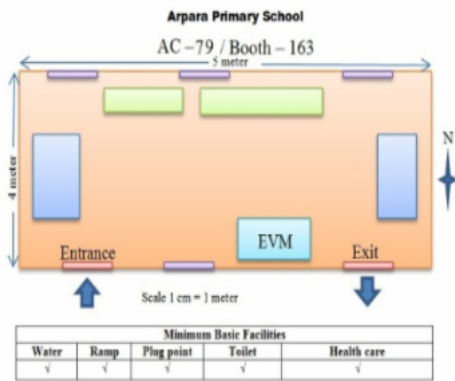 Arpara Primary School
AC – 79 / Booth – 163
5 meter
4 meter
N
EVM
Entrance
Exit
Scale 1 cm = 1 meter
Minimum Basic Facilities
Water Ramp Plug point Toilet Health care
√ √ √ √ √